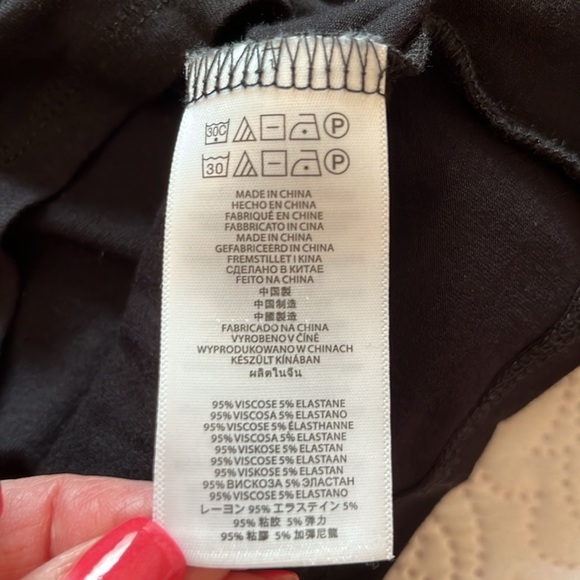 30C P
30 P
MADE IN CHINA
HECHO EN CHINA
FABRIQUÉ EN CHINE
FABBRICATO IN CINA
MADE IN CHINA
GEFABRICEERD IN CHINA
FREMSTILLET I KINA
СДЕЛАНО В КИТАЕ
FEITO NA CHINA
中国製
中国制造
中國製造
FABRICADO NA CHINA
VYROBENO V ČÍNĚ
WYPRODUKOWANO W CHINACH
KÉSZÜLT KÍNÁBAN
ผลิตในจีน
95% VISCOSE 5% ELASTANE
95% VISCOSA 5% ELASTANO
95% VISCOSE 5% ÉLASTHANNE
95% VISCOSA 5% ELASTANE
95% VISKOSE 5% ELASTAN
95% VISCOSE 5% ELASTAAN
95% VISKOSE 5% ELASTAN
95% ВИСКОЗА 5% ЭЛАСТАН
95% VISCOSE 5% ELASTANO
レーヨン 95% エラステイン 5%
95% 粘胶 5% 弹力
95% 粘膠 5% 加彈尼龍